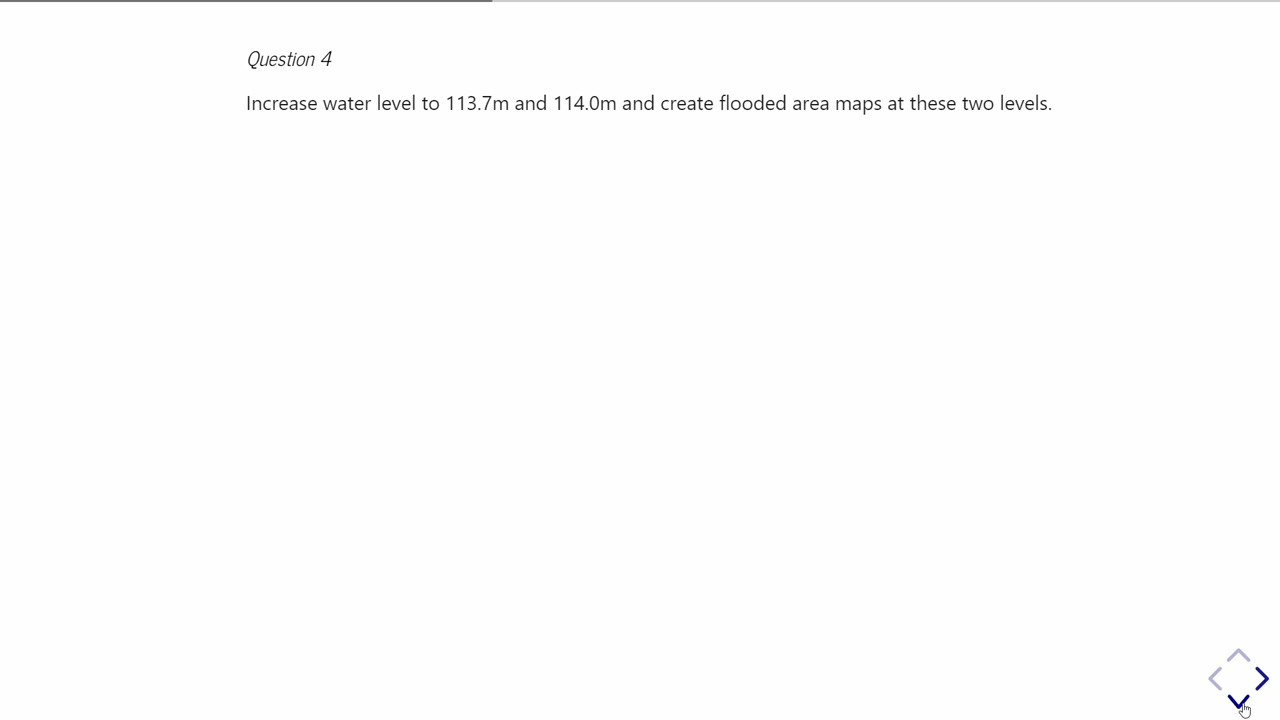 Question 4
Increase water level to 113.7m and 114.0m and create flooded area maps at these two levels.